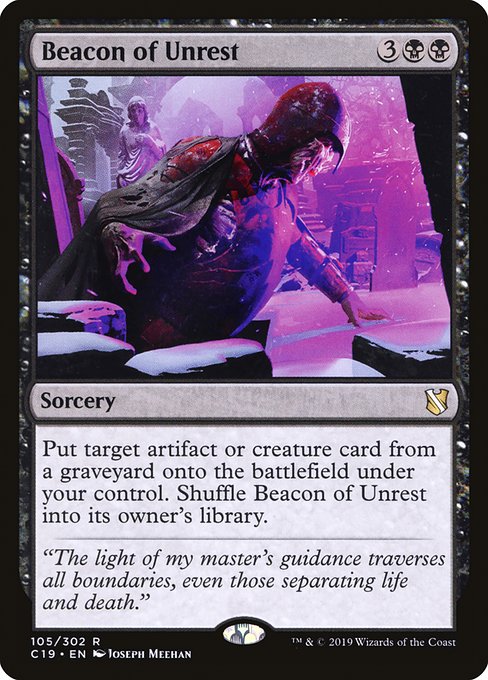 Beacon of Unrest 3
Sorcery
Put target artifact or creature card from
a graveyard onto the battlefield under
your control. Shuffle Beacon of Unrest
into its owner's library.
“The light of my master's guidance traverses
all boundaries, even those separating life
and death.”
105/302 R
C19 • EN Joseph Meehan
™ & © 2019 Wizards of the Coast